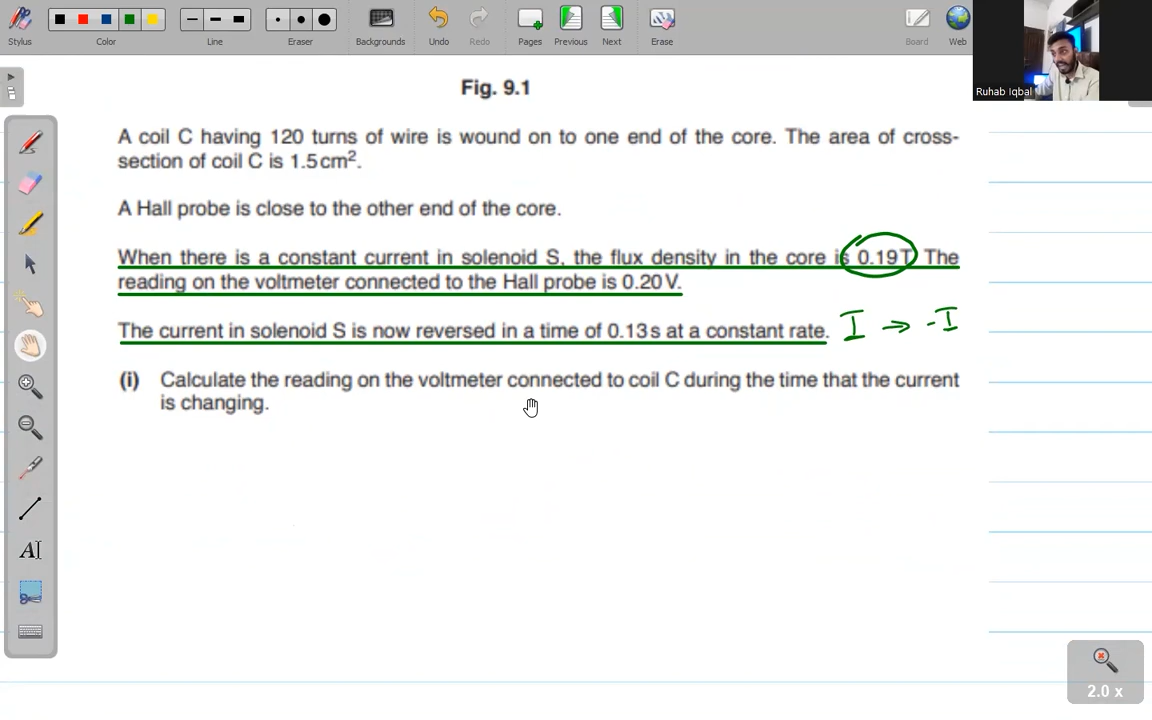 Stylus
Color
Line
Eraser
Backgrounds
Undo
Redo
Pages
Previous
Next
Erase
Board
Web
Ruhab Iqbal
Fig. 9.1
A coil C having 120 turns of wire is wound on to one end of the core. The area of cross-
section of coil C is 1.5 cm².
A Hall probe is close to the other end of the core.
When there is a constant current in solenoid S, the flux density in the core is 0.19 T The
reading on the voltmeter connected to the Hall probe is 0.20 V.
The current in solenoid S is now reversed in a time of 0.13 s at a constant rate. I → -I
(i) Calculate the reading on the voltmeter connected to coil C during the time that the current
is changing.
AI
2.0 x